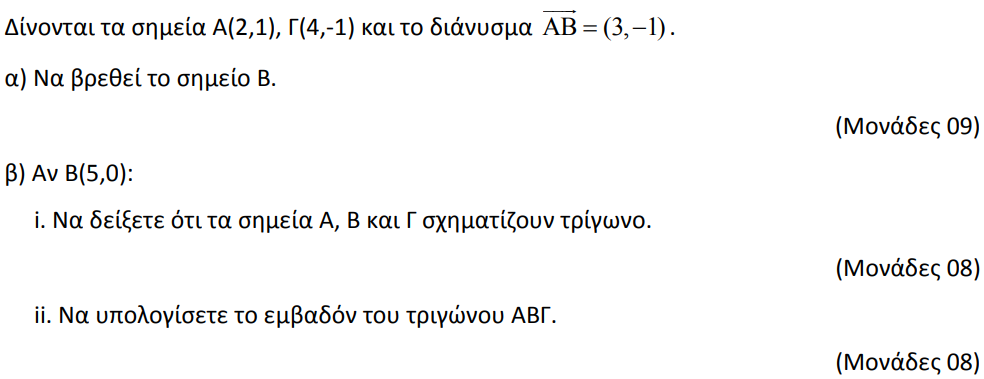 Δίνονται τα σημεία Α(2,1), Γ(4,-1) και το διάνυσμα $\overrightarrow{AB} = (3,-1)$.
α) Να βρεθεί το σημείο Β.
(Μονάδες 09)
β) Αν Β(5,0):
i. Να δείξετε ότι τα σημεία Α, Β και Γ σχηματίζουν τρίγωνο.
(Μονάδες 08)
ii. Να υπολογίσετε το εμβαδόν του τριγώνου ΑΒΓ.
(Μονάδες 08)